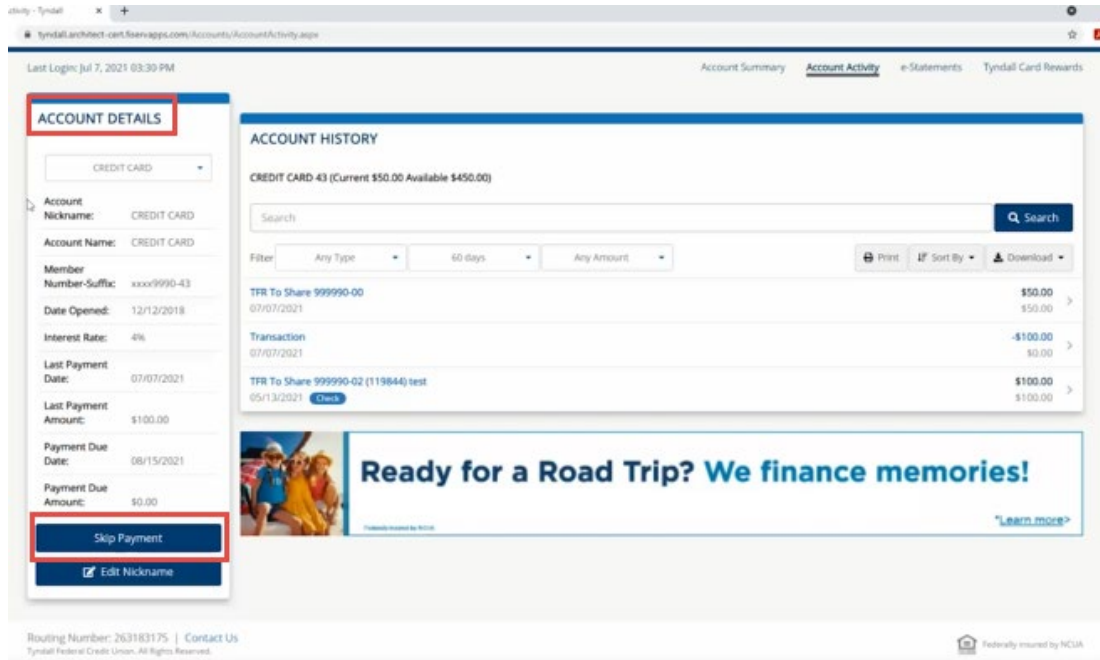 ctivity - Tyndall × +
tyndall.architect-cert.fiservapps.com/Accounts/AccountActivity.aspx
Last Login: Jul 7, 2021 03:30 PM
Account Summary Account Activity e-Statements Tyndall Card Rewards
ACCOUNT DETAILS
CREDIT CARD
Account Nickname: CREDIT CARD
Account Name: CREDIT CARD
Member Number-Suffix: xxxx9990-43
Date Opened: 12/12/2018
Interest Rate: 4%
Last Payment Date: 07/07/2021
Last Payment Amount: $100.00
Payment Due Date: 08/15/2021
Payment Due Amount: $0.00
Skip Payment
Edit Nickname
ACCOUNT HISTORY
CREDIT CARD-43 (Current $50.00 Available $450.00)
Search Search
Filter Any Type 60 days Any Amount Print Sort By Download
TFR To Share 999990-00 $50.00
07/07/2021 $50.00
Transaction -$100.00
07/07/2021 $0.00
TFR To Share 999990-02 (119844) test $100.00
05/13/2021 Check $100.00
Ready for a Road Trip? We finance memories!
Federally insured by NCUA
*Learn more>
Routing Number: 263183175 | Contact Us
Tyndall Federal Credit Union. All Rights Reserved.
Federally insured by NCUA